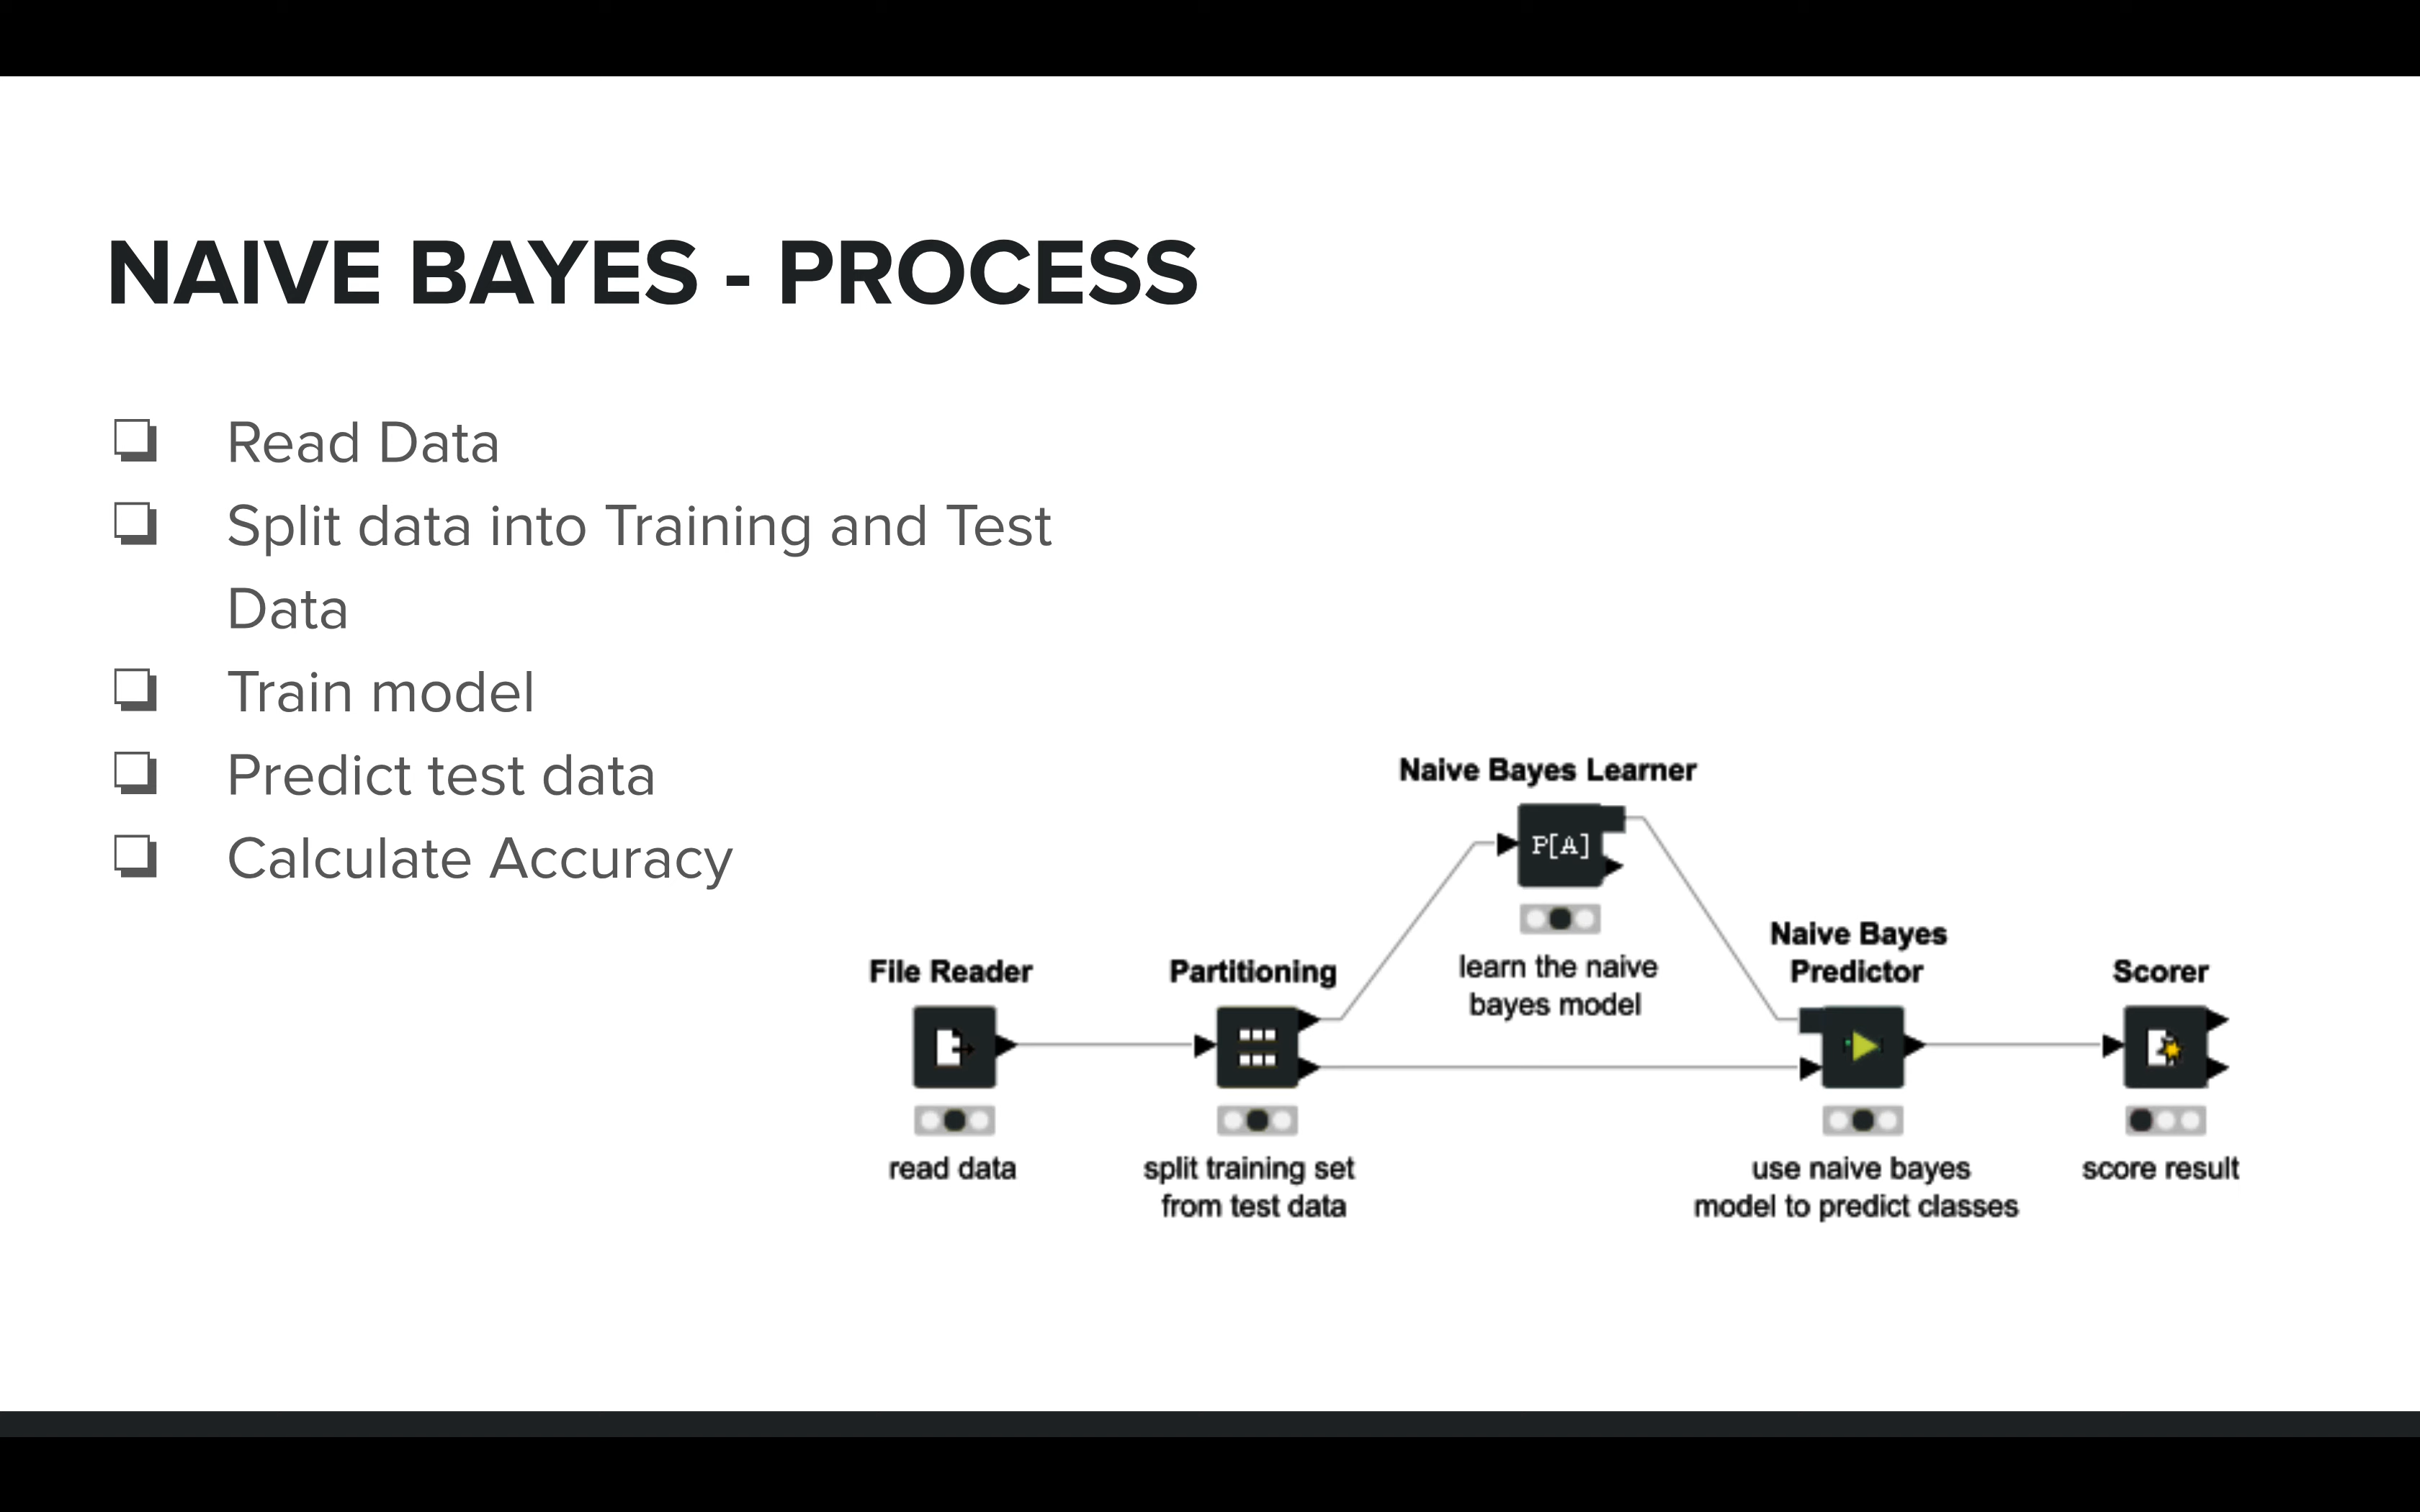 NAIVE BAYES - PROCESS
Read Data
Split data into Training and Test
Data
Train model
Predict test data
Calculate Accuracy
Naive Bayes Learner
P[A]
learn the naive
bayes model
File Reader
read data
Partitioning
split training set
from test data
Naive Bayes
Predictor
use naive bayes
model to predict classes
Scorer
score result